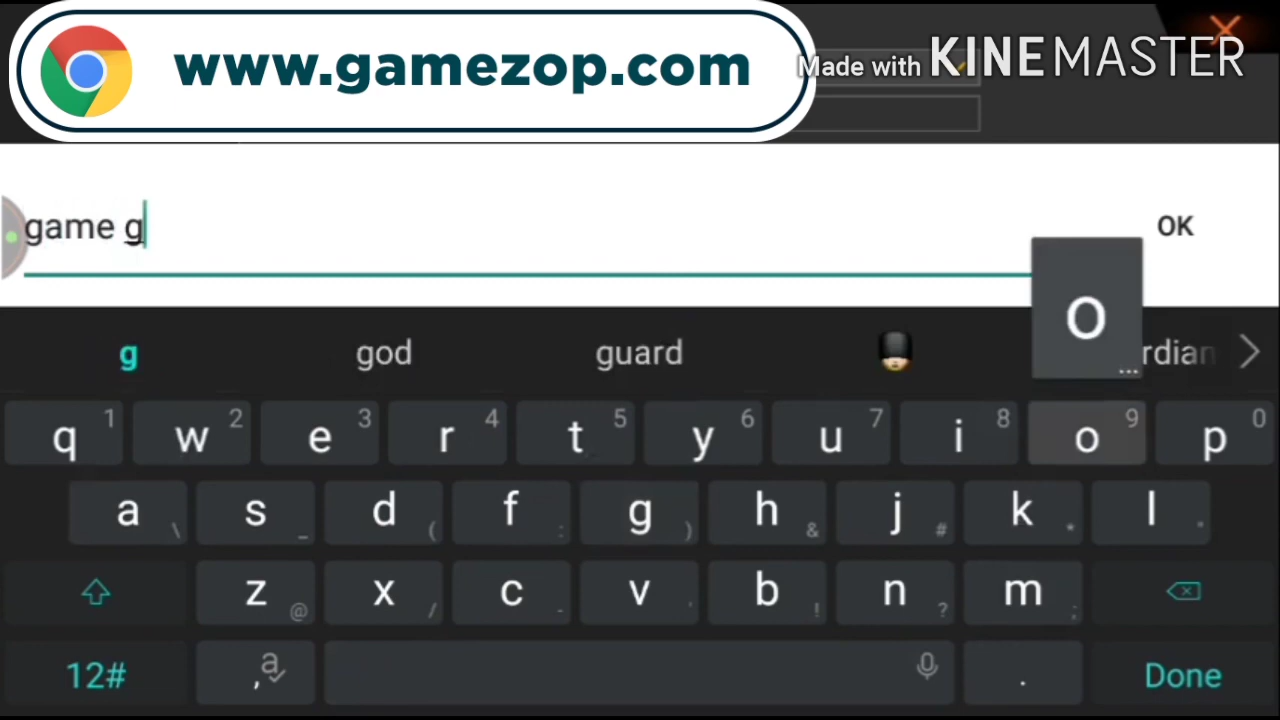 www.gamezop.com
Made with KINEMASTER
game g
OK
o
...
g god guard rdian
q 1 w 2 e 3 r 4 t 5 y 6 u 7 i 8 o 9 p 0
a \ s _ d ( f : g ) h & j # k * l "
z @ x / c - v ' b ! n ? m ;
12# , a . Done